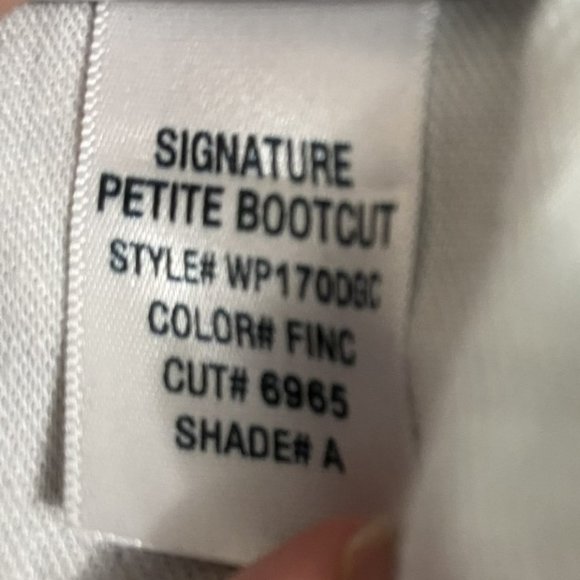 SIGNATURE
PETITE BOOTCUT
STYLE# WP170DGC
COLOR# FINC
CUT# 6965
SHADE# A